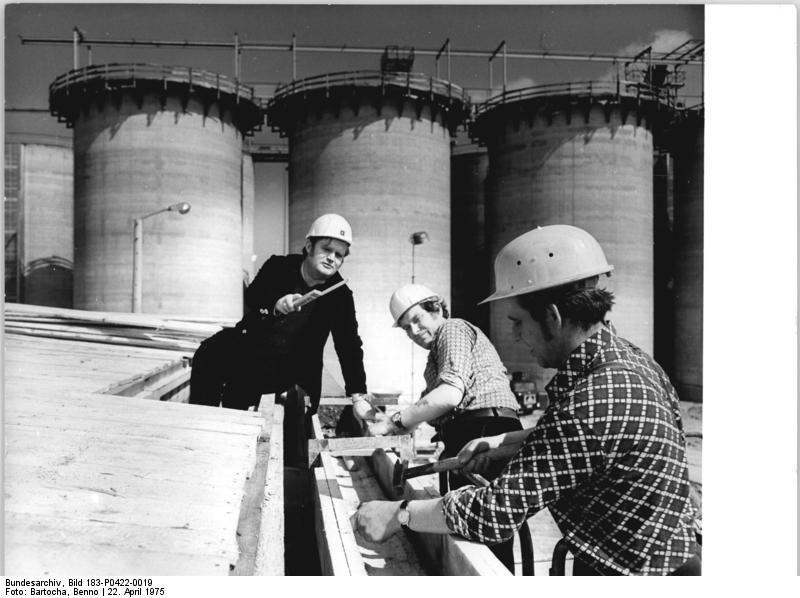 Bundesarchiv, Bild 183-P0422-0019
Foto: Bartocha, Benno | 22. April 1975